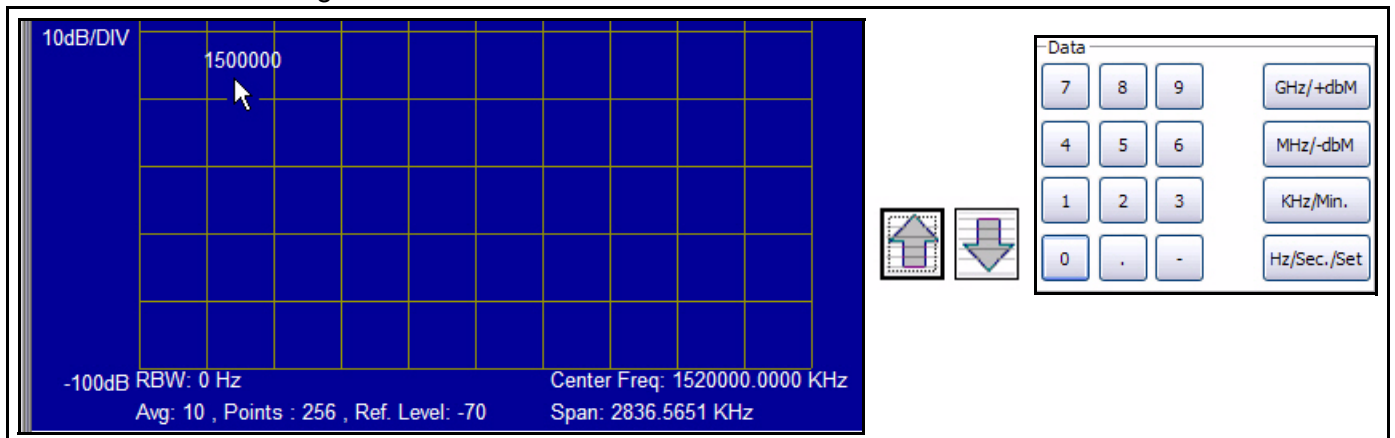 10dB/DIV
1500000
-100dB RBW: 0 Hz Center Freq: 1520000.0000 KHz
Avg: 10 , Points : 256 , Ref. Level: -70 Span: 2836.5651 KHz
Data
7 8 9 GHz/+dbM
4 5 6 MHz/-dbM
1 2 3 KHz/Min.
0 . - Hz/Sec./Set